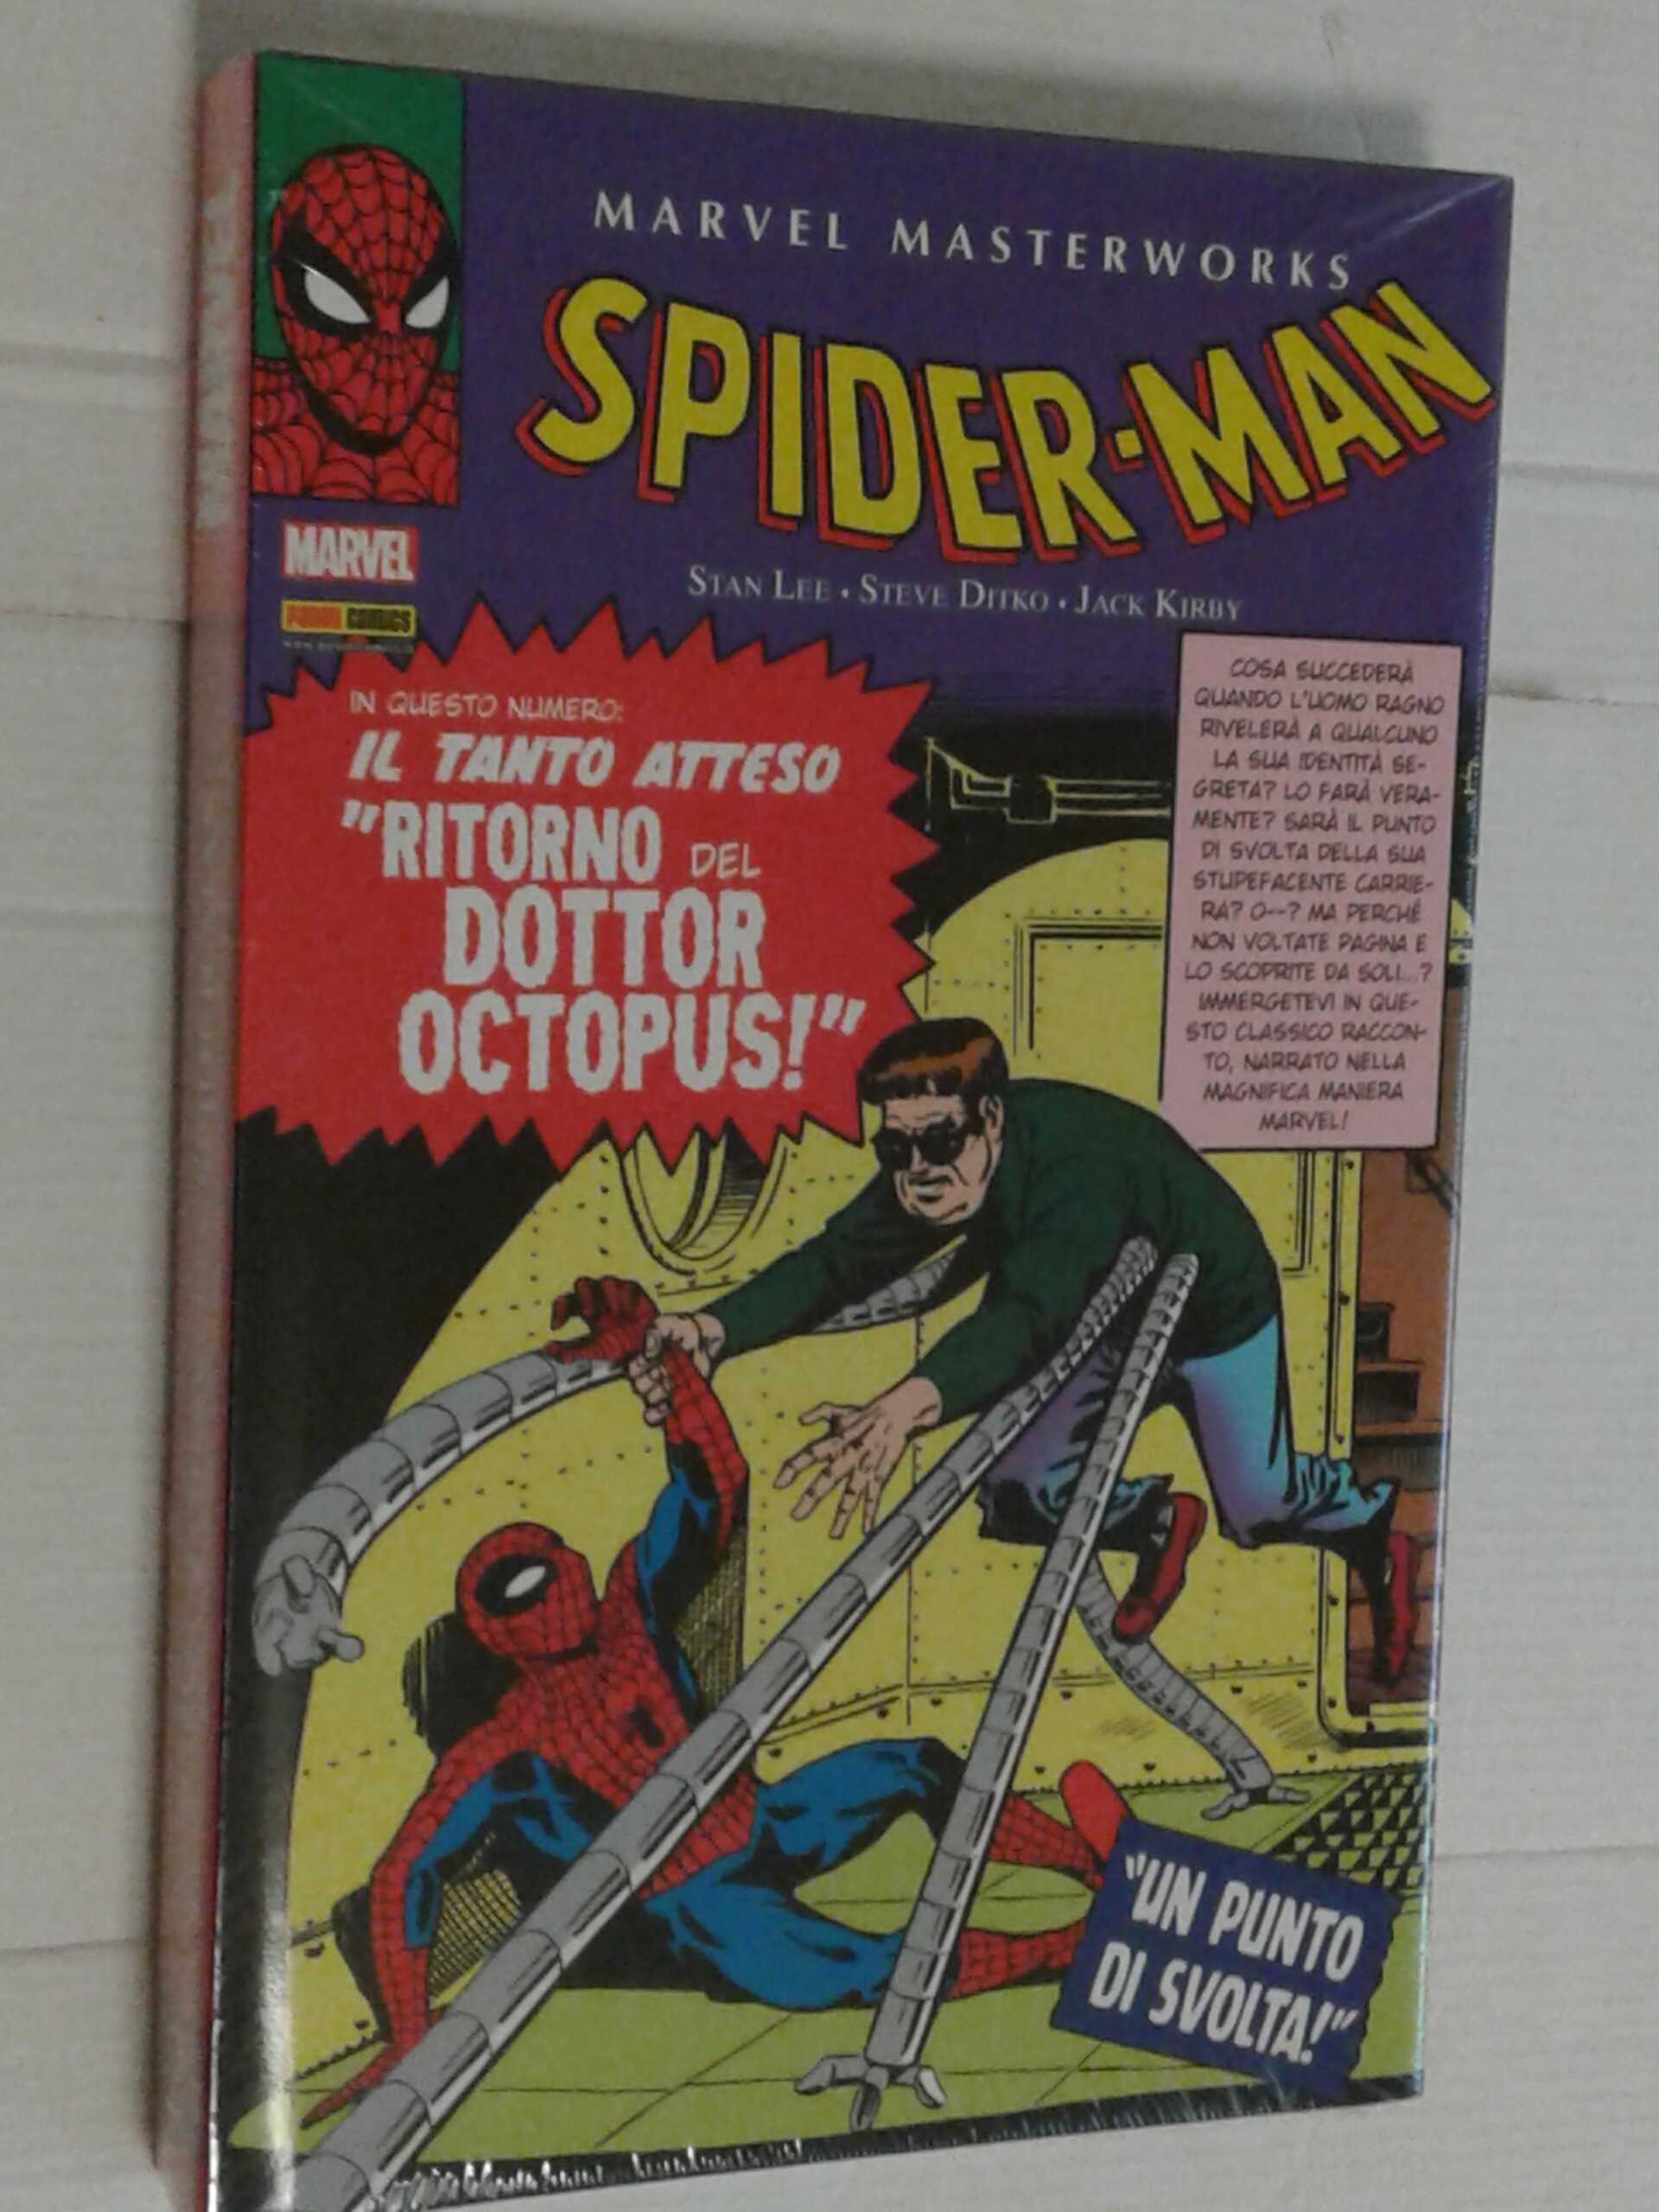 MARVEL MASTERWORKS
SPIDER-MAN
STAN LEE • STEVE DITKO • JACK KIRBY
MARVEL
PANINI COMICS
IN QUESTO NUMERO:
IL TANTO ATTESO
"RITORNO DEL
DOTTOR
OCTOPUS!"
COSA SUCCEDERÀ
QUANDO L'UOMO RAGNO
RIVELERÀ A QUALCUNO
LA SUA IDENTITÀ SE-
GRETA? LO FARÀ VERA-
MENTE? SARÀ IL PUNTO
DI SVOLTA DELLA SUA
STUPEFACENTE CARRIE-
RA? O--? MA PERCHÉ
NON VOLTATE PAGINA E
LO SCOPRITE DA SOLI...?
IMMERGETEVI IN QUE-
STO CLASSICO RACCON-
TO, NARRATO NELLA
MAGNIFICA MANIERA
MARVEL!
"UN PUNTO
DI SVOLTA!"